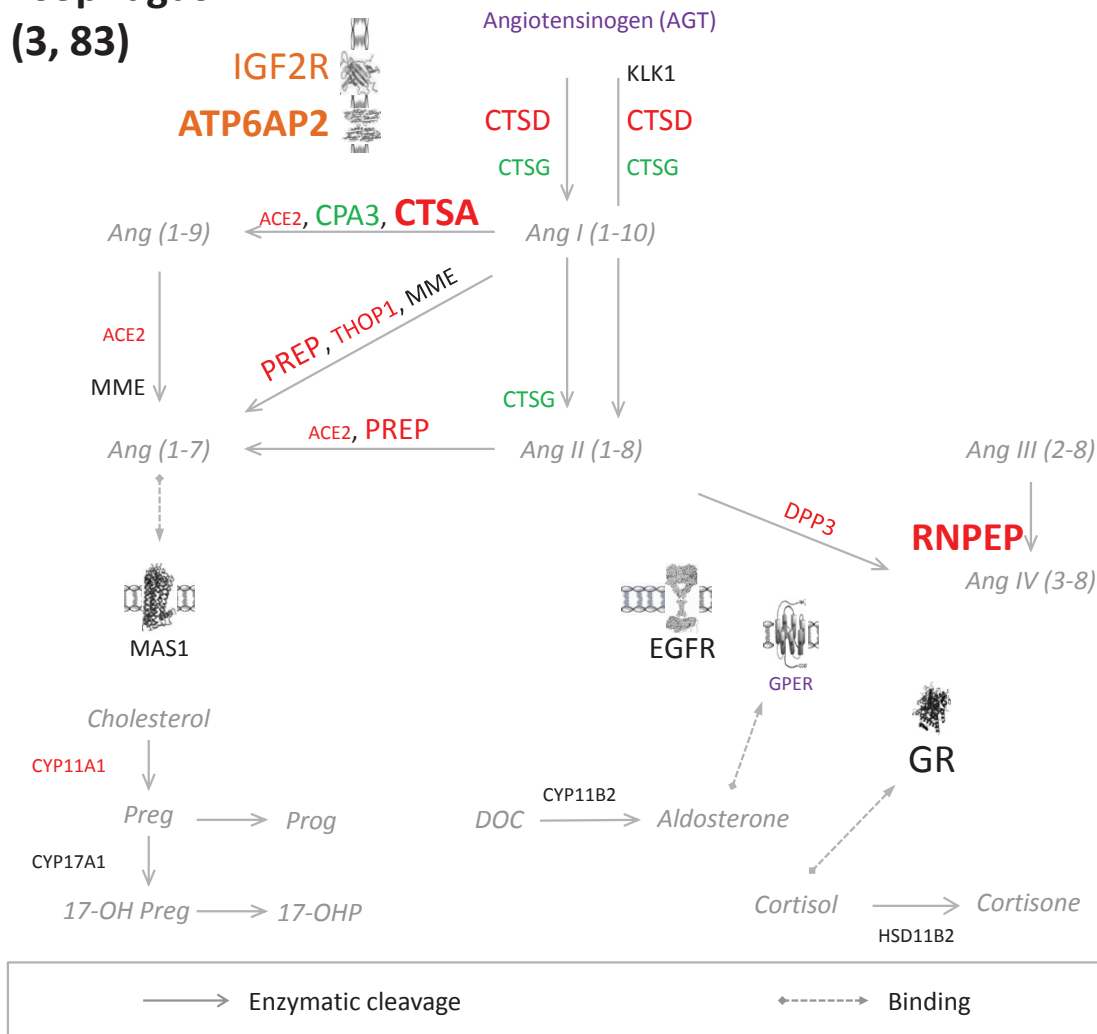 (3, 83)
Angiotensinogen (AGT)
IGF2R
KLK1
ATP6AP2
CTSD
CTSD
CTSG
CTSG
ACE2, CPA3, CTSA
Ang (1-9)
Ang I (1-10)
PREP, THOP1, MME
ACE2
MME
CTSG
ACE2, PREP
Ang (1-7)
Ang II (1-8)
Ang III (2-8)
DPP3
RNPEP
Ang IV (3-8)
MAS1
EGFR
GPER
GR
Cholesterol
CYP11A1
Preg
Prog
CYP17A1
17-OH Preg
17-OHP
DOC
CYP11B2
Aldosterone
Cortisol
Cortisone
HSD11B2
Enzymatic cleavage
Binding